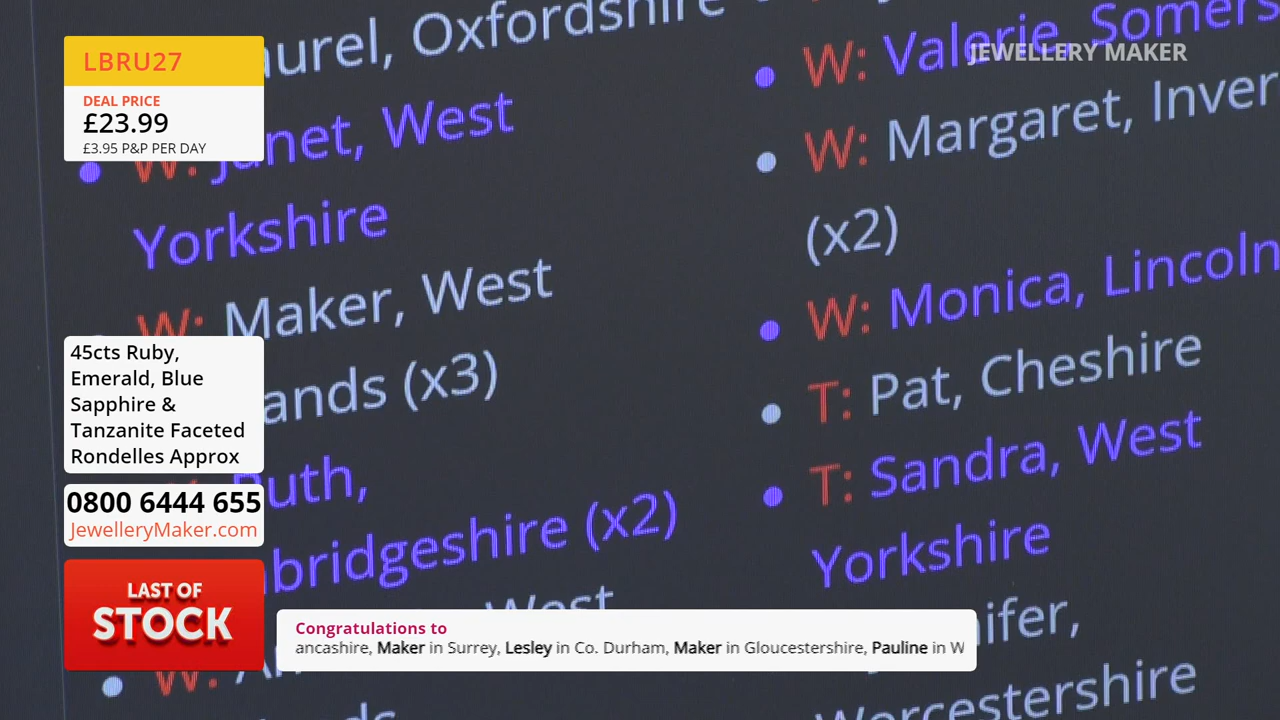 LBRU27
DEAL PRICE
£23.99
£3.95 P&P PER DAY
Oxfordshire
W: Janet, West
Yorkshire
W: Maker, West
ands (x3)
Ruth,
bridgeshire (x2)
West
W:
JEWELLERY MAKER
W: Valerie, Somers
W: Margaret, Inver
(x2)
W: Monica, Lincoln
T: Pat, Cheshire
T: Sandra, West
Yorkshire
nifer,
Worcestershire
45cts Ruby,
Emerald, Blue
Sapphire &
Tanzanite Faceted
Rondelles Approx
0800 6444 655
JewelleryMaker.com
LAST OF
STOCK
Congratulations to
ancashire, Maker in Surrey, Lesley in Co. Durham, Maker in Gloucestershire, Pauline in W